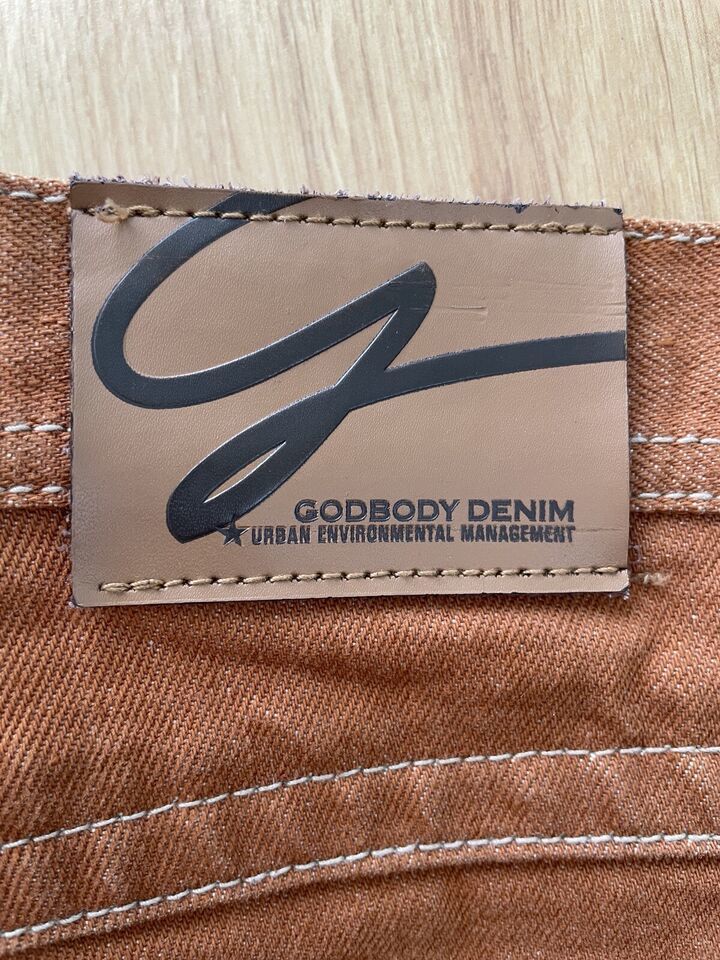 g
GODBODY DENIM
URBAN ENVIRONMENTAL MANAGEMENT